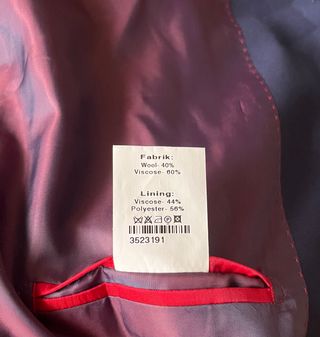 Fabrik:
Wool- 40%
Viscose- 60%
Lining:
Viscose- 44%
Polyester- 56%
3523191